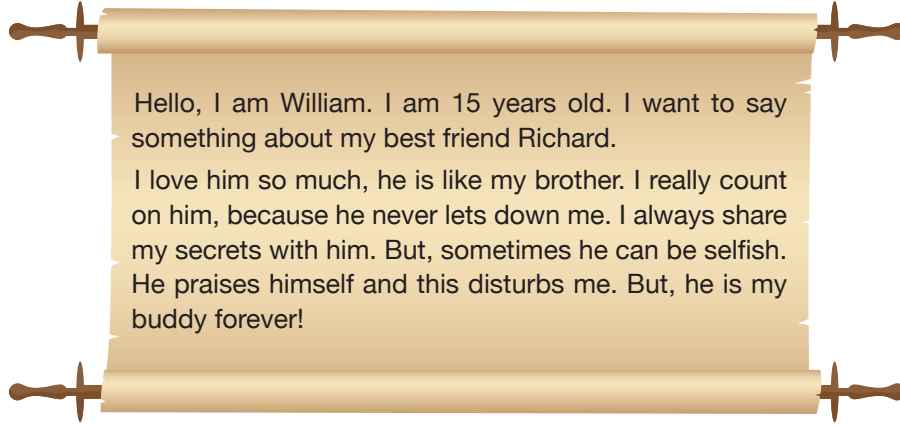 Hello, I am William. I am 15 years old. I want to say
something about my best friend Richard.
I love him so much, he is like my brother. I really count
on him, because he never lets down me. I always share
my secrets with him. But, sometimes he can be selfish.
He praises himself and this disturbs me. But, he is my
buddy forever!